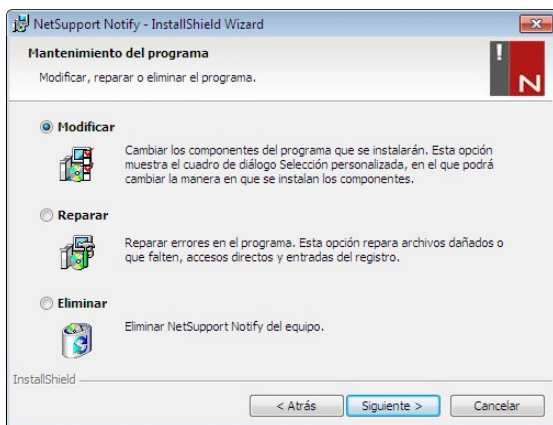 NetSupport Notify - InstallShield Wizard
Mantenimiento del programa
Modificar, reparar o eliminar el programa.
! N
Modificar
Cambiar los componentes del programa que se instalarán. Esta opción
muestra el cuadro de diálogo Selección personalizada, en el que podrá
cambiar la manera en que se instalan los componentes.
Reparar
Reparar errores en el programa. Esta opción repara archivos dañados o
que falten, accesos directos y entradas del registro.
Eliminar
Eliminar NetSupport Notify del equipo.
InstallShield
< Atrás Siguiente > Cancelar